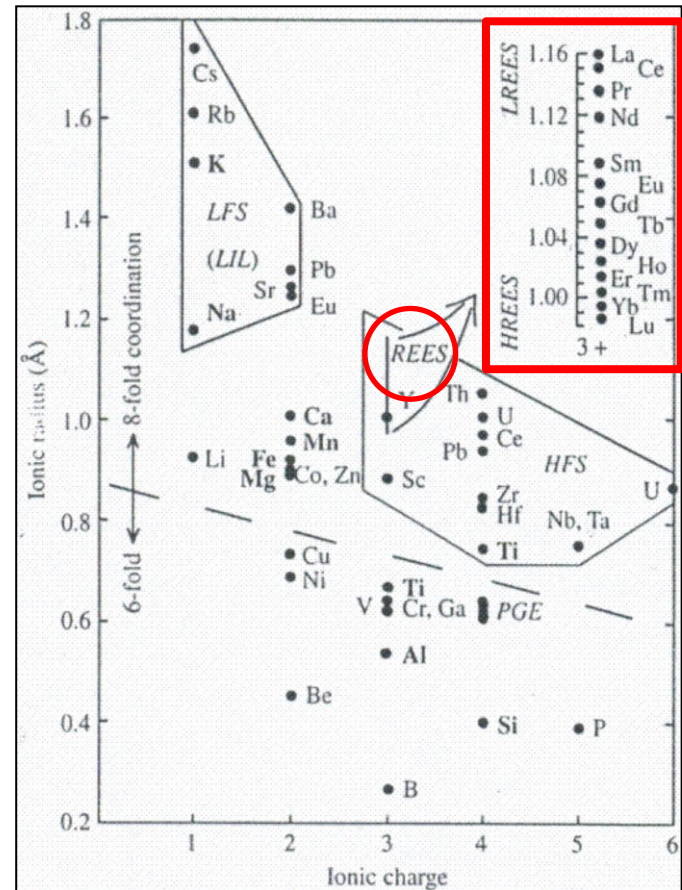 1.8
1.6
1.4
1.2
1.0
0.8
0.6
0.4
0.2
Ionic radius (Å)
8-fold coordination
6-fold
Cs
Rb
K
LFS
(LIL)
Na
Ba
Pb
Sr
Eu
Ca
Mn
Li
Fe
Mg
Co, Zn
Cu
Ni
Be
REES
Y
Sc
Th
U
Ce
Pb
HFS
U
Zr
Hf
Nb, Ta
Ti
Ti
V
Cr, Ga
PGE
Al
Si
P
B
LREES
HREES
1.16
1.12
1.08
1.04
1.00
La
Ce
Pr
Nd
Sm
Eu
Gd
Tb
Dy
Ho
Er
Tm
Yb
Lu
3 +
1 2 3 4 5 6
Ionic charge